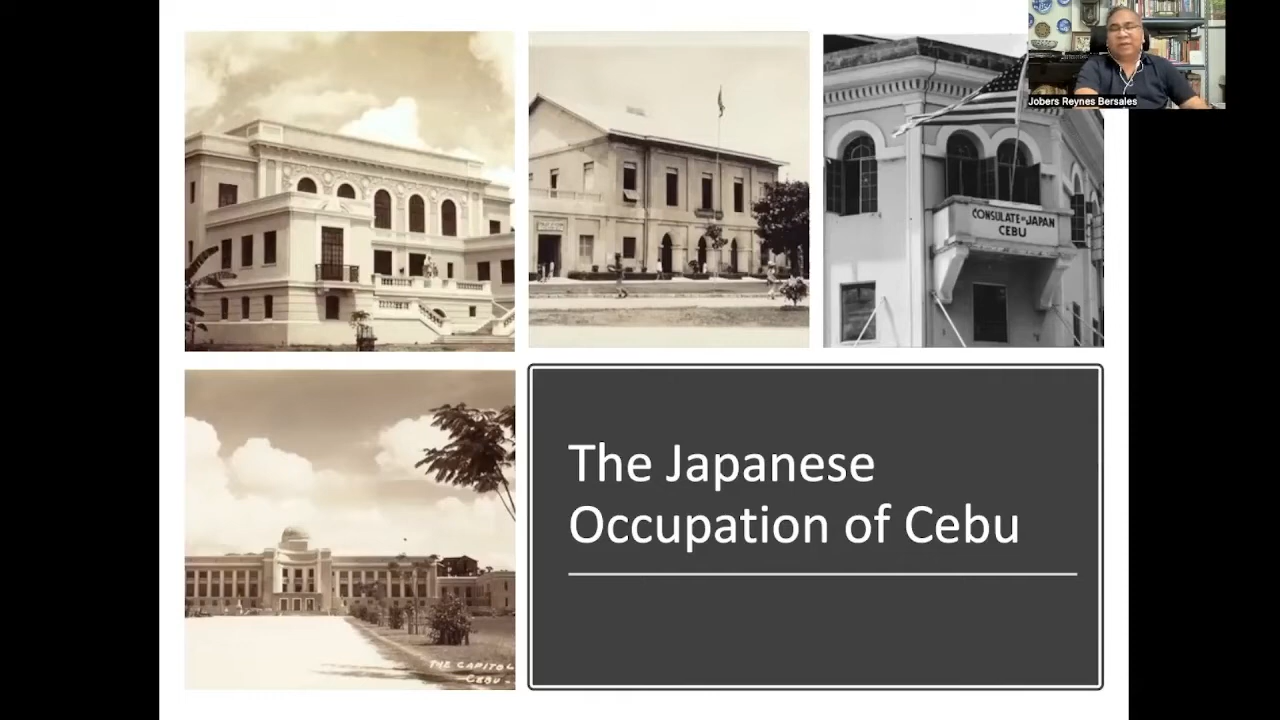 Jobers Reynes Bersales
CONSULATE OF JAPAN
CEBU
The Japanese
Occupation of Cebu
THE CAPITOL
CEBU -